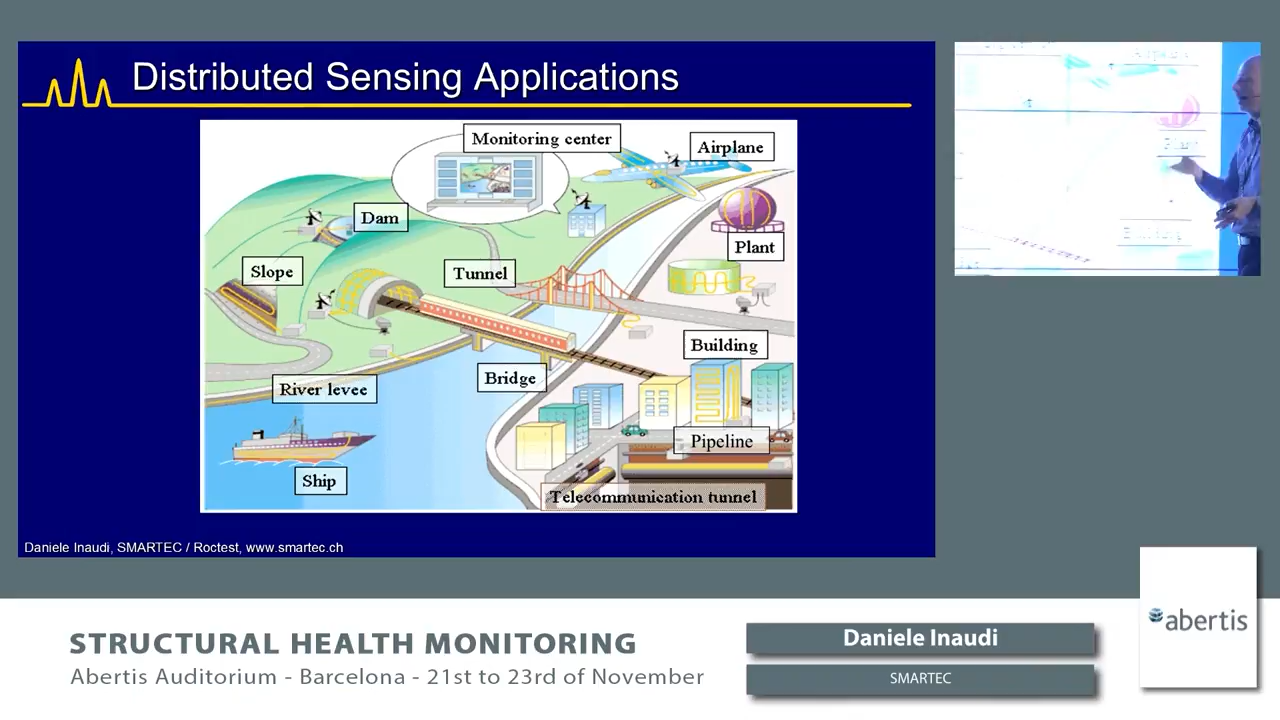 Distributed Sensing Applications
Monitoring center
Airplane
Dam
Plant
Slope
Tunnel
Building
River levee
Bridge
Pipeline
Ship
Telecommunication tunnel
Daniele Inaudi, SMARTEC / Roctest, www.smartec.ch
STRUCTURAL HEALTH MONITORING
Abertis Auditorium - Barcelona - 21st to 23rd of November
Daniele Inaudi
SMARTEC
abertis